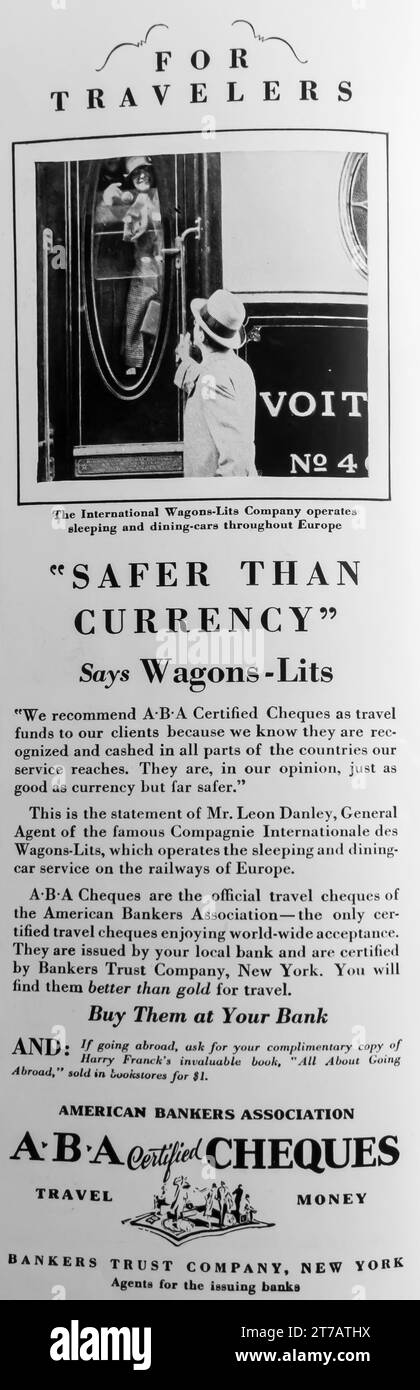 FOR
TRAVELERS
VOIT
No 40
The International Wagons-Lits Company operates
sleeping and dining-cars throughout Europe
"SAFER THAN
CURRENCY"
Says Wagons-Lits
"We recommend A·B·A Certified Cheques as travel
funds to our clients because we know they are rec-
ognized and cashed in all parts of the countries our
service reaches. They are, in our opinion, just as
good as currency but far safer."
This is the statement of Mr. Leon Danley, General
Agent of the famous Compagnie Internationale des
Wagons-Lits, which operates the sleeping and dining-
car service on the railways of Europe.
A·B·A Cheques are the official travel cheques of
the American Bankers Association—the only cer-
tified travel cheques enjoying world-wide acceptance.
They are issued by your local bank and are certified
by Bankers Trust Company, New York. You will
find them better than gold for travel.
Buy Them at Your Bank
AND: If going abroad, ask for your complimentary copy of
Harry Franck's invaluable book, "All About Going
Abroad," sold in bookstores for $1.
AMERICAN BANKERS ASSOCIATION
A·B·A Certified CHEQUES
TRAVEL MONEY
BANKERS TRUST COMPANY, NEW YORK
Agents for the issuing banks
alamy
Image ID: 2T7ATHX
www.alamy.com